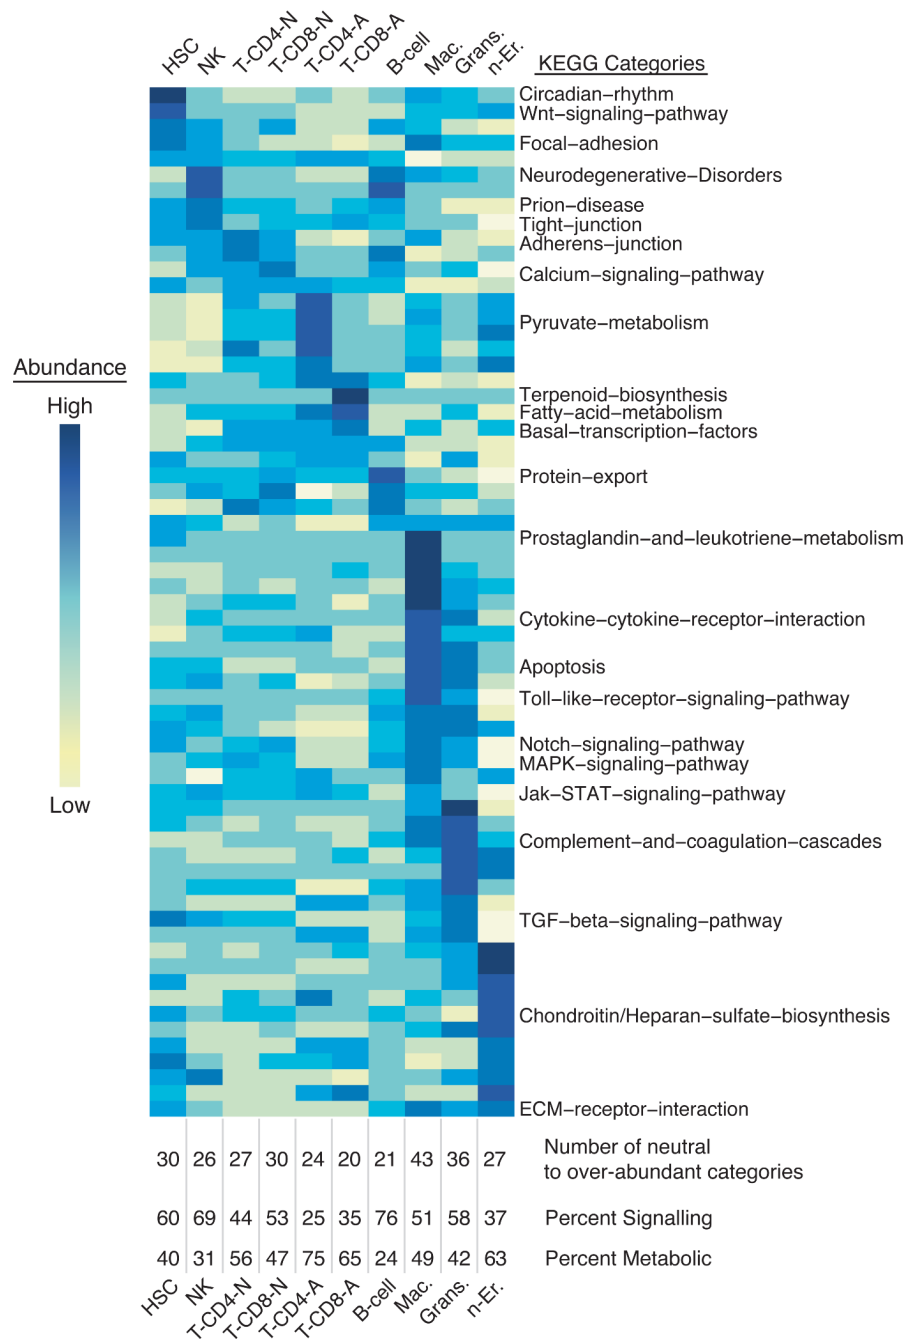 HSC NK T-CD4-N T-CD8-N T-CD4-A T-CD8-A B-cell Mac. Grans. n-Er.
KEGG Categories
Circadian−rhythm
Wnt−signaling−pathway
Focal−adhesion
Neurodegenerative−Disorders
Prion−disease
Tight−junction
Adherens−junction
Calcium−signaling−pathway
Pyruvate−metabolism
Abundance
High
Low
Terpenoid−biosynthesis
Fatty−acid−metabolism
Basal−transcription−factors
Protein−export
Prostaglandin−and−leukotriene−metabolism
Cytokine−cytokine−receptor−interaction
Apoptosis
Toll−like−receptor−signaling−pathway
Notch−signaling−pathway
MAPK−signaling−pathway
Jak−STAT−signaling−pathway
Complement−and−coagulation−cascades
TGF−beta−signaling−pathway
Chondroitin/Heparan−sulfate−biosynthesis
ECM−receptor−interaction
30 26 27 30 24 20 21 43 36 27
Number of neutral
to over-abundant categories
60 69 44 53 25 35 76 51 58 37 Percent Signalling
40 31 56 47 75 65 24 49 42 63 Percent Metabolic
HSC NK T-CD4-N T-CD8-N T-CD4-A T-CD8-A B-cell Mac. Grans. n-Er.